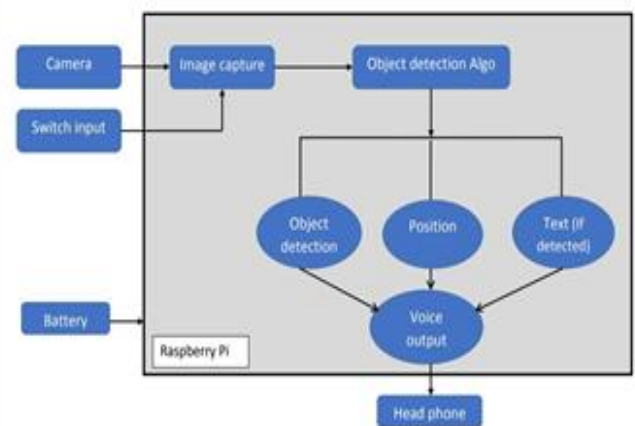 Camera
Image capture
Object detection Algo
Switch input
Object
detection
Position
Text (if
detected)
Battery
Voice
output
Raspberry Pi
Head phone